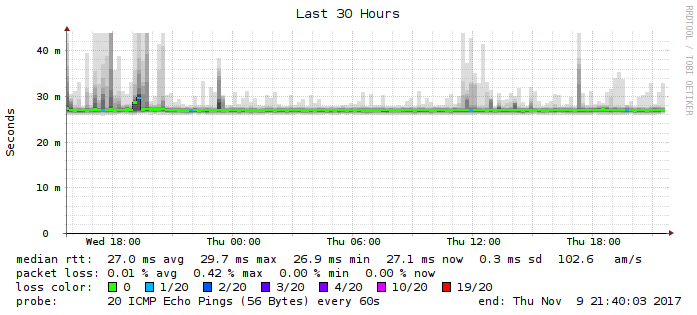 Last 30 Hours
RRDTOOL / TOBI OETIKER
Seconds
40 m
30 m
20 m
10 m
0
Wed 18:00 Thu 00:00 Thu 06:00 Thu 12:00 Thu 18:00
median rtt: 27.0 ms avg 29.7 ms max 26.9 ms min 27.1 ms now 0.3 ms sd 102.6 am/s
packet loss: 0.01 % avg 0.42 % max 0.00 % min 0.00 % now
loss color: 0 1/20 2/20 3/20 4/20 10/20 19/20
probe: 20 ICMP Echo Pings (56 Bytes) every 60s end: Thu Nov 9 21:40:03 2017